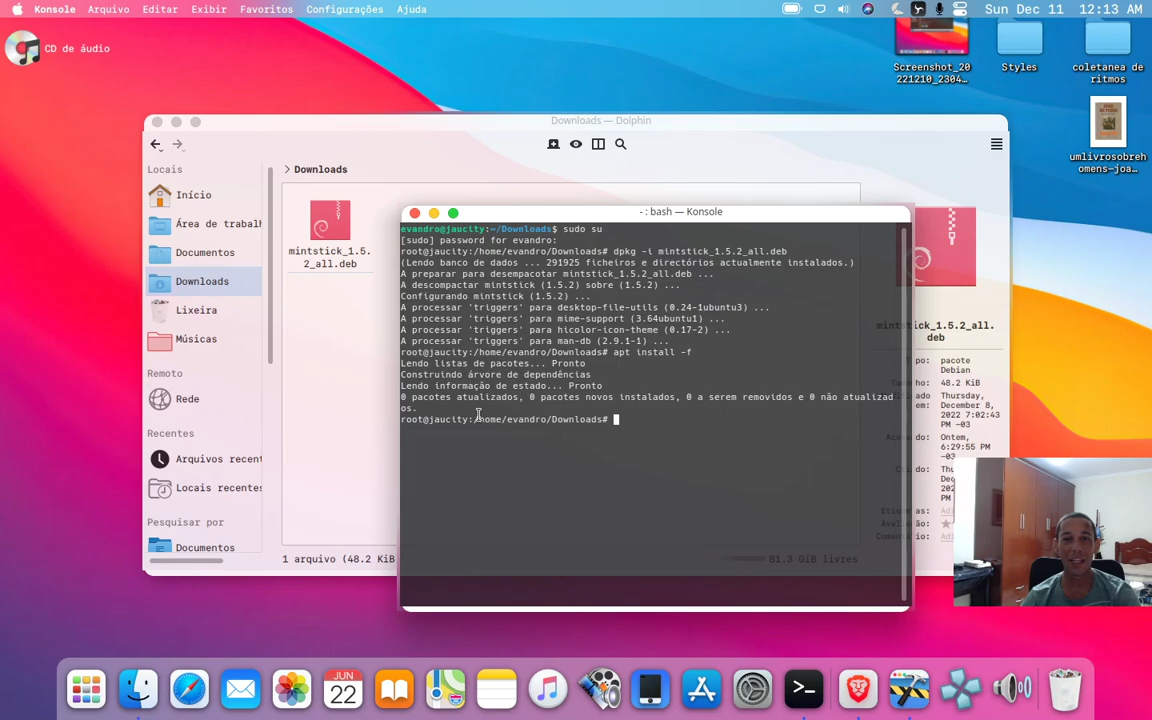 Konsole Arquivo Editar Exibir Favoritos Configurações Ajuda
Sun Dec 11 12:13 AM
CD de áudio
Screenshot_20
221210_2304...
Styles
coletanea de
ritmos
umlivrosobreh
omens-joa...
Downloads — Dolphin
Locais
Início
Área de trabalh
Documentos
Downloads
Lixeira
Músicas
Remoto
Rede
Recentes
Arquivos recent
Locais recentes
Pesquisar por
Documentos
Downloads
mintstick_1.5.
2_all.deb
1 arquivo (48.2 KiB
81.3 GiB livres
- : bash — Konsole
evandro@jaucity:~/Downloads$ sudo su
[sudo] password for evandro:
root@jaucity:/home/evandro/Downloads# dpkg -i mintstick_1.5.2_all.deb
(Lendo banco de dados ... 291925 ficheiros e directórios actualmente instalados.)
A preparar para desempacotar mintstick_1.5.2_all.deb ...
A descompactar mintstick (1.5.2) sobre (1.5.2) ...
Configurando mintstick (1.5.2) ...
A processar 'triggers' para desktop-file-utils (0.24-1ubuntu3) ...
A processar 'triggers' para mime-support (3.64ubuntu1) ...
A processar 'triggers' para hicolor-icon-theme (0.17-2) ...
A processar 'triggers' para man-db (2.9.1-1) ...
root@jaucity:/home/evandro/Downloads# apt install -f
Lendo listas de pacotes... Pronto
Construindo árvore de dependências
Lendo informação de estado... Pronto
0 pacotes atualizados, 0 pacotes novos instalados, 0 a serem removidos e 0 não atualizad
os.
root@jaucity:/home/evandro/Downloads#
mintstick_1.5.2_all.
deb
pacote
Debian
48.2 KiB
Thursday,
December 8,
2022
7:02:43
PM -03
Ontem,
6:29:55 PM
-03
JUN
22